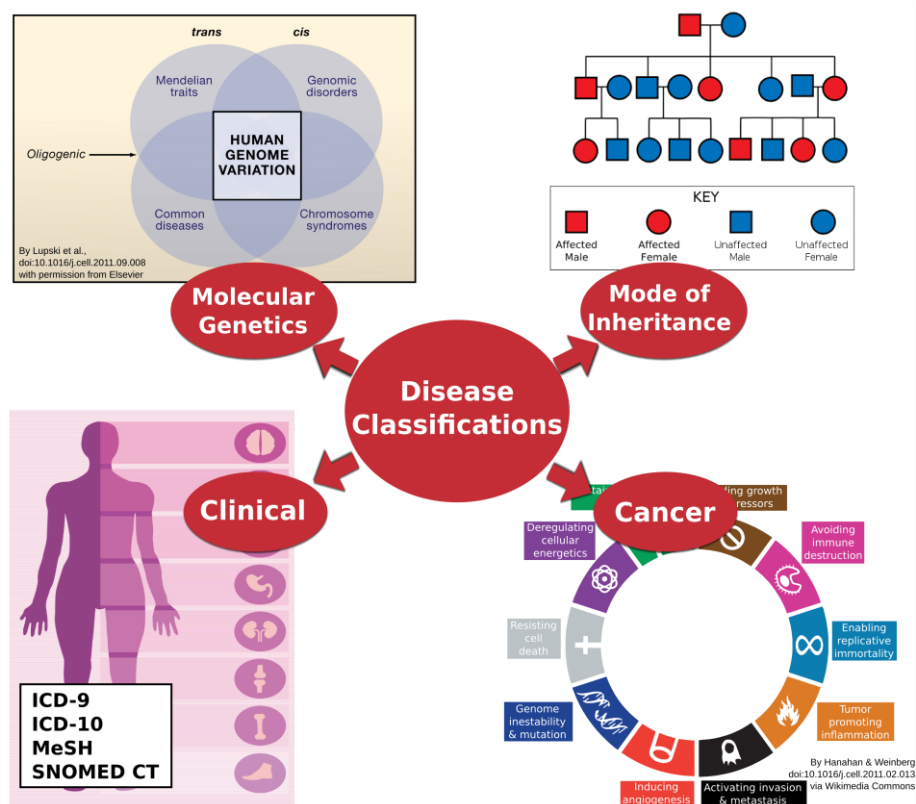 trans
cis
Mendelian
traits
Genomic
disorders
HUMAN
GENOME
VARIATION
Oligogenic
Common
diseases
Chromosome
syndromes
By Lupski et al.,
doi:10.1016/j.cell.2011.09.008
with permission from Elsevier
KEY
Affected
Male
Affected
Female
Unaffected
Male
Unaffected
Female
Molecular
Genetics
Mode of
Inheritance
Disease
Classifications
Clinical
Cancer
ICD-9
ICD-10
MeSH
SNOMED CT
growth
Deregulating
cellular
energetics
Avoiding
immune
destruction
Resisting
cell
death
Enabling
replicative
immortality
Genome
inestability
& mutation
Tumor
promoting
inflammation
Inducing
angiogenesis
Activating invasion
& metastasis
By Hanahan & Weinberg
doi:10.1016/j.cell.2011.02.013
via Wikimedia Commons